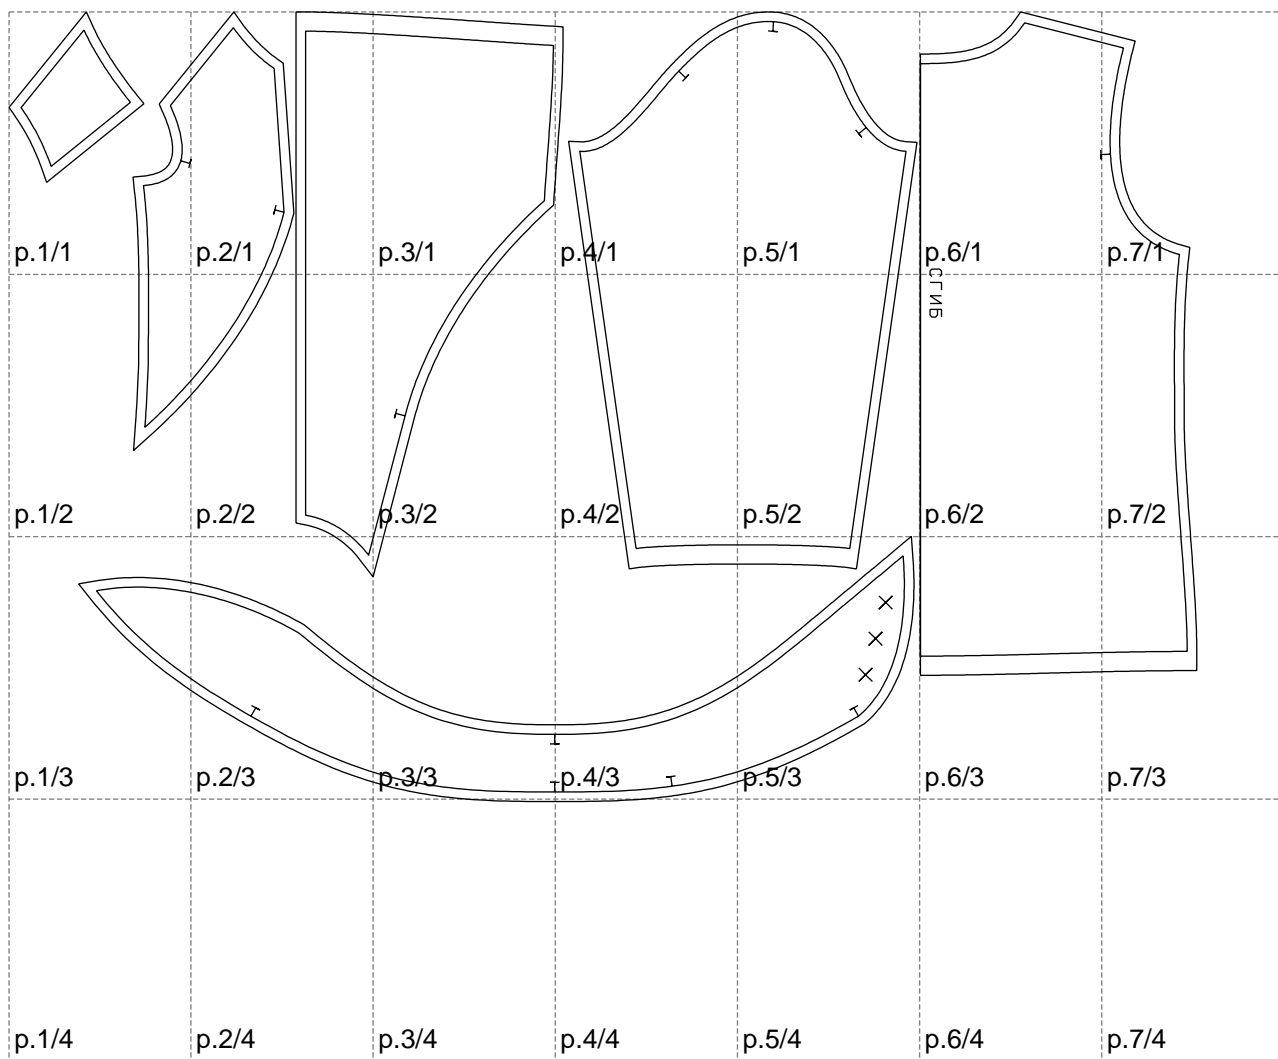 p.1/1 p.2/1 p.3/1 p.4/1 p.5/1 p.6/1 p.7/1
СГИБ
p.1/2 p.2/2 p.3/2 p.4/2 p.5/2 p.6/2 p.7/2
p.1/3 p.2/3 p.3/3 p.4/3 p.5/3 p.6/3 p.7/3
p.1/4 p.2/4 p.3/4 p.4/4 p.5/4 p.6/4 p.7/4